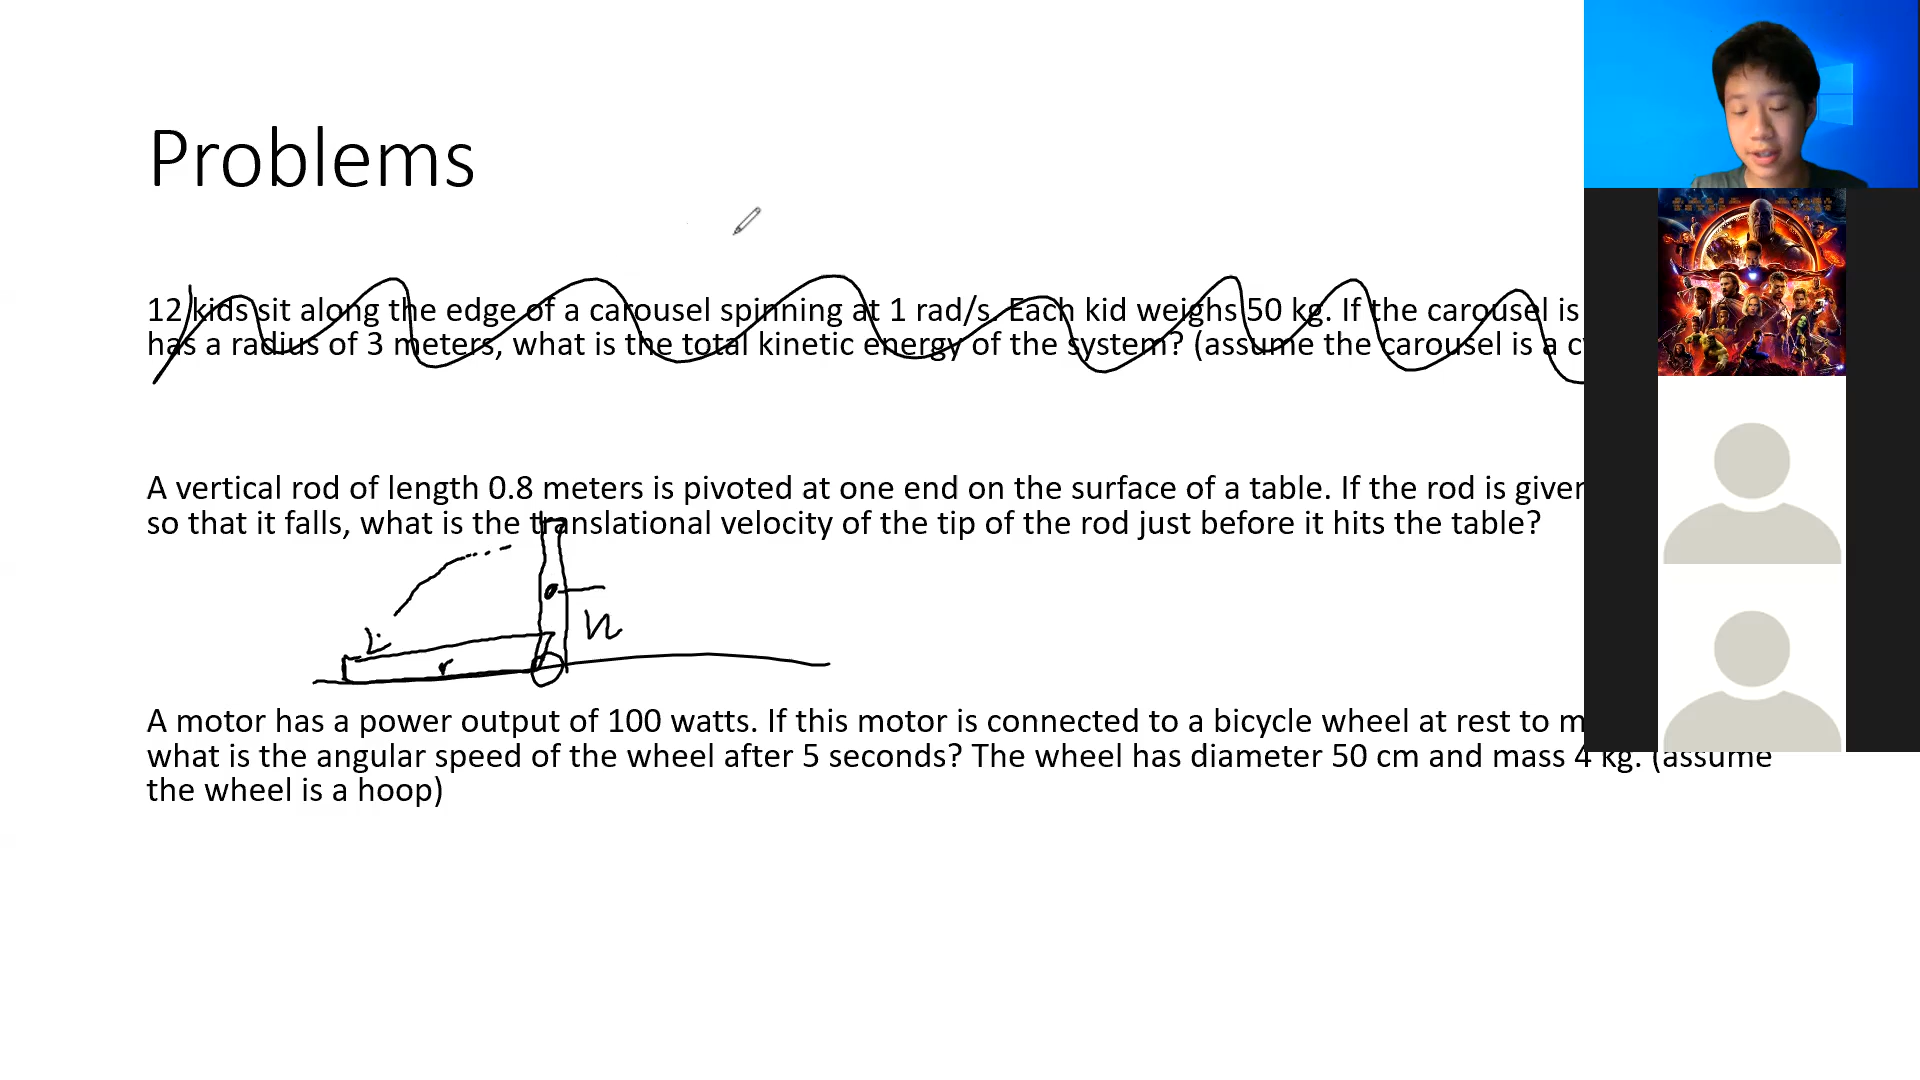 Problems
12 kids sit along the edge of a carousel spinning at 1 rad/s. Each kid weighs 50 kg. If the carousel is
has a radius of 3 meters, what is the total kinetic energy of the system? (assume the carousel is a
A vertical rod of length 0.8 meters is pivoted at one end on the surface of a table. If the rod is given
so that it falls, what is the translational velocity of the tip of the rod just before it hits the table?
r
A motor has a power output of 100 watts. If this motor is connected to a bicycle wheel at rest to
what is the angular speed of the wheel after 5 seconds? The wheel has diameter 50 cm and mass 4 kg. (assume
the wheel is a hoop)